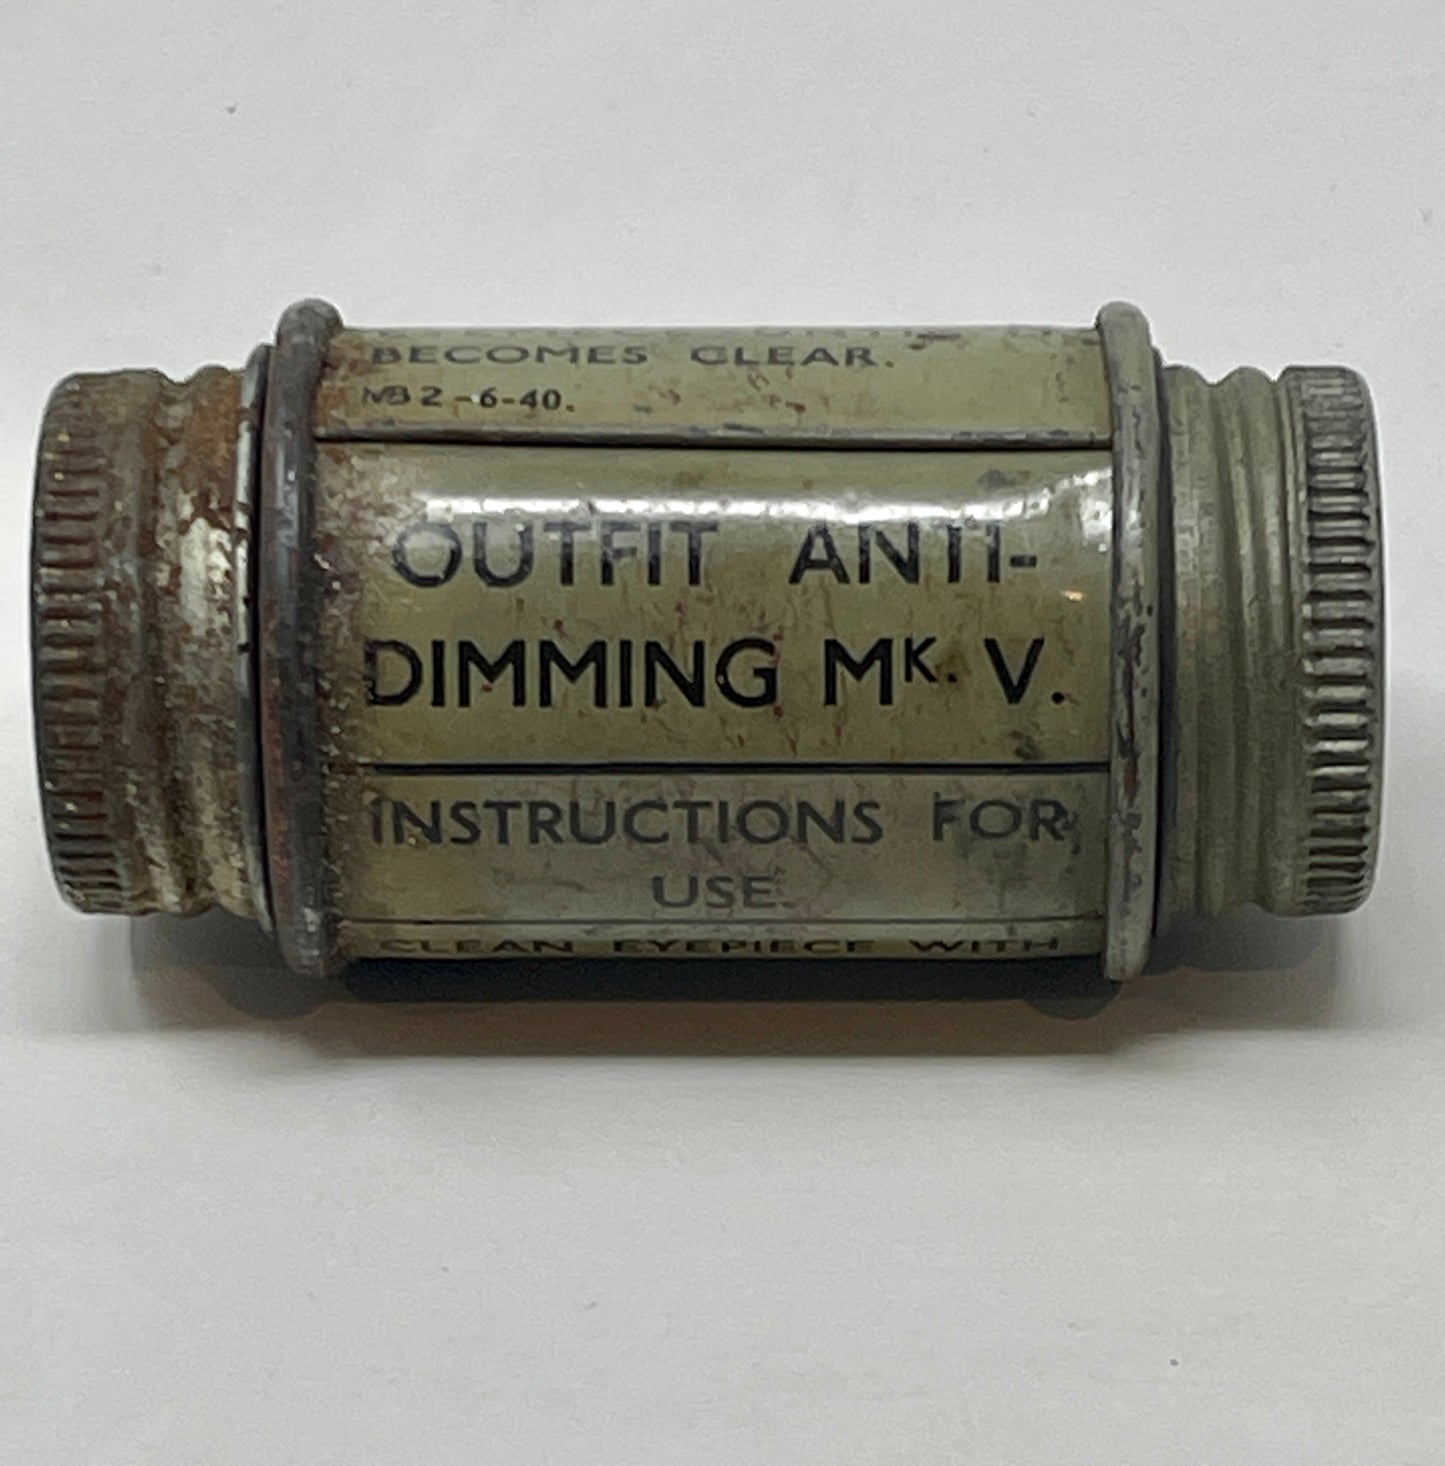 BECOMES CLEAR.
MB 2-6-40.
OUTFIT ANTI-
DIMMING MK. V.
INSTRUCTIONS FOR
USE.
CLEAN EYEPIECE WITH